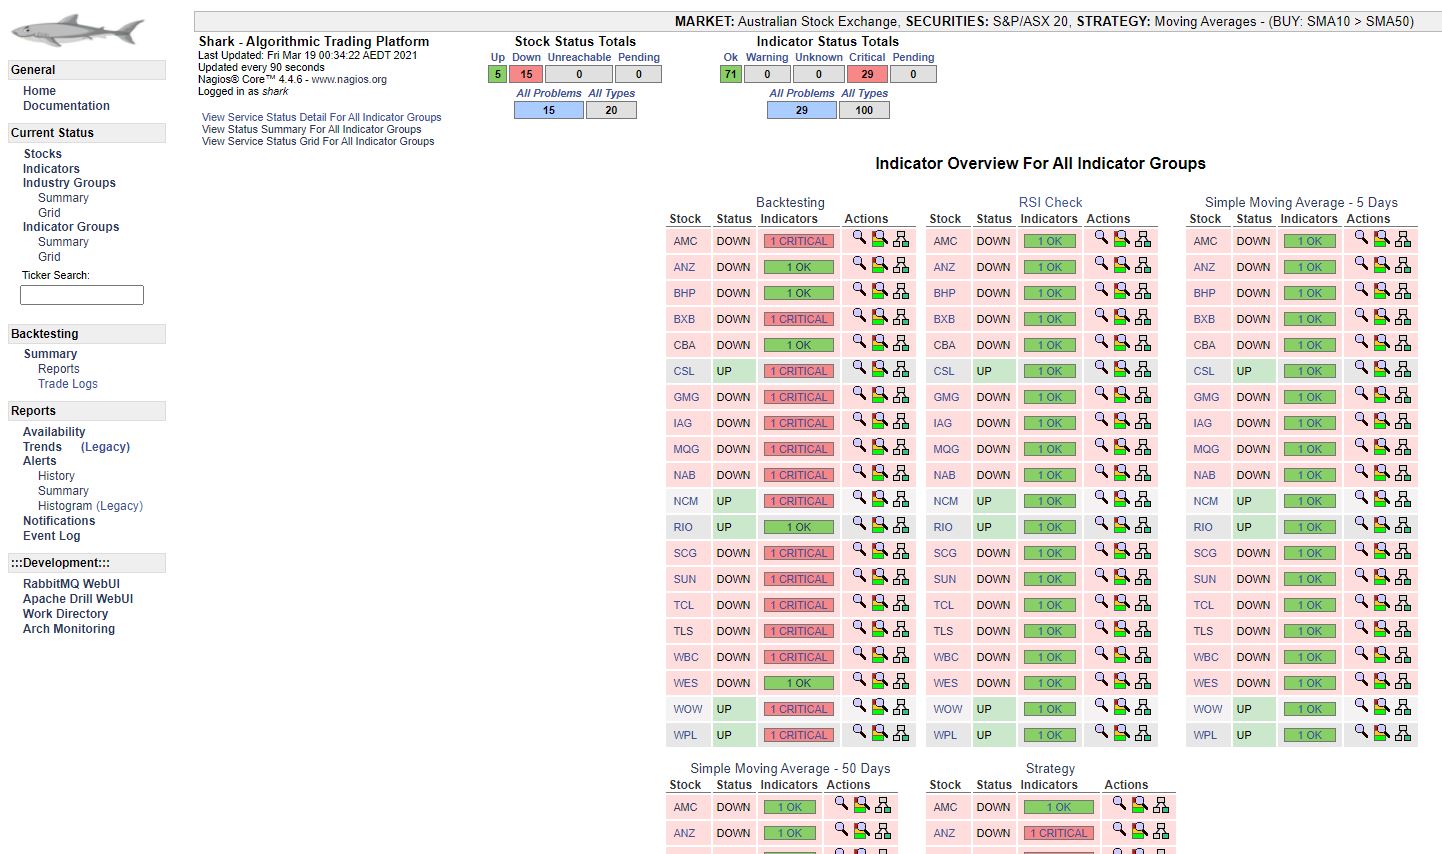 MARKET: Australian Stock Exchange, SECURITIES: S&P/ASX 20, STRATEGY: Moving Averages - (BUY: SMA10 > SMA50)
General
Home
Documentation
Current Status
Stocks
Indicators
Industry Groups
Summary
Grid
Indicator Groups
Summary
Grid
Ticker Search:
Backtesting
Summary
Reports
Trade Logs
Reports
Availability
Trends (Legacy)
Alerts
History
Summary
Histogram (Legacy)
Notifications
Event Log
:::Development:::
RabbitMQ WebUI
Apache Drill WebUI
Work Directory
Arch Monitoring
Shark - Algorithmic Trading Platform
Last Updated: Fri Mar 19 00:34:22 AEDT 2021
Updated every 90 seconds
Nagios® Core™ 4.4.6 - www.nagios.org
Logged in as shark
View Service Status Detail For All Indicator Groups
View Status Summary For All Indicator Groups
View Service Status Grid For All Indicator Groups
Stock Status Totals
Up Down Unreachable Pending
5 15 0 0
All Problems All Types
15 20
Indicator Status Totals
Ok Warning Unknown Critical Pending
71 0 0 29 0
All Problems All Types
29 100
Indicator Overview For All Indicator Groups
Backtesting
Stock Status Indicators Actions
AMC DOWN 1 CRITICAL
ANZ DOWN 1 OK
BHP DOWN 1 OK
BXB DOWN 1 CRITICAL
CBA DOWN 1 OK
CSL UP 1 CRITICAL
GMG DOWN 1 CRITICAL
IAG DOWN 1 CRITICAL
MQG DOWN 1 CRITICAL
NAB DOWN 1 CRITICAL
NCM UP 1 CRITICAL
RIO UP 1 OK
SCG DOWN 1 CRITICAL
SUN DOWN 1 CRITICAL
TCL DOWN 1 CRITICAL
TLS DOWN 1 CRITICAL
WBC DOWN 1 CRITICAL
WES DOWN 1 OK
WOW UP 1 CRITICAL
WPL UP 1 CRITICAL
RSI Check
Stock Status Indicators Actions
AMC DOWN 1 OK
ANZ DOWN 1 OK
BHP DOWN 1 OK
BXB DOWN 1 OK
CBA DOWN 1 OK
CSL UP 1 OK
GMG DOWN 1 OK
IAG DOWN 1 OK
MQG DOWN 1 OK
NAB DOWN 1 OK
NCM UP 1 OK
RIO UP 1 OK
SCG DOWN 1 OK
SUN DOWN 1 OK
TCL DOWN 1 OK
TLS DOWN 1 OK
WBC DOWN 1 OK
WES DOWN 1 OK
WOW UP 1 OK
WPL UP 1 OK
Simple Moving Average - 5 Days
Stock Status Indicators Actions
AMC DOWN 1 OK
ANZ DOWN 1 OK
BHP DOWN 1 OK
BXB DOWN 1 OK
CBA DOWN 1 OK
CSL UP 1 OK
GMG DOWN 1 OK
IAG DOWN 1 OK
MQG DOWN 1 OK
NAB DOWN 1 OK
NCM UP 1 OK
RIO UP 1 OK
SCG DOWN 1 OK
SUN DOWN 1 OK
TCL DOWN 1 OK
TLS DOWN 1 OK
WBC DOWN 1 OK
WES DOWN 1 OK
WOW UP 1 OK
WPL UP 1 OK
Simple Moving Average - 50 Days
Stock Status Indicators Actions
AMC DOWN 1 OK
ANZ DOWN 1 OK
Strategy
Stock Status Indicators Actions
AMC DOWN 1 OK
ANZ DOWN 1 CRITICAL